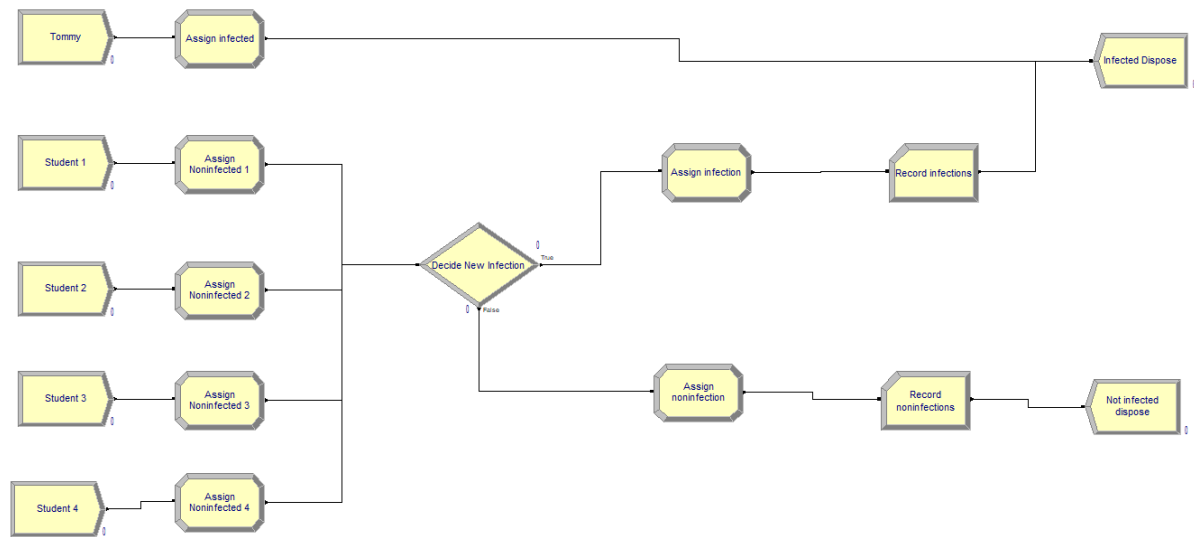 Tommy
Assign infected
Infected Dispose
Student 1
Assign
Noninfected 1
Assign infection
Record infections
Decide New Infection
True
False
Student 2
Assign
Noninfected 2
Student 3
Assign
Noninfected 3
Assign
noninfection
Record
noninfections
Not infected
dispose
Student 4
Assign
Noninfected 4